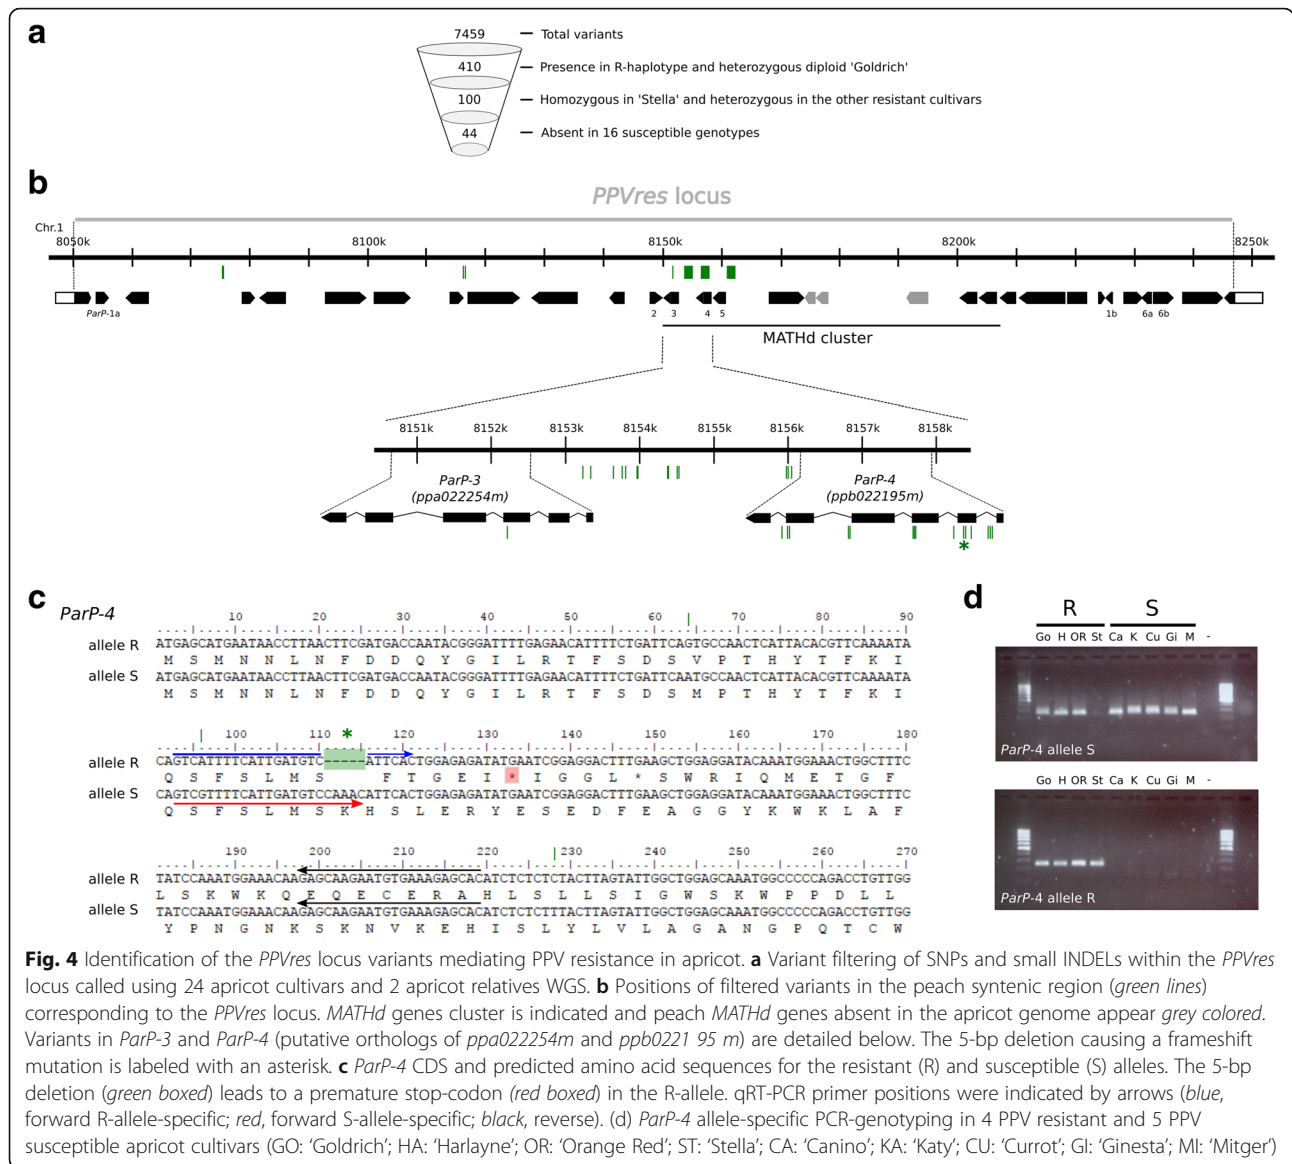 a
7459 — Total variants
410 — Presence in R-haplotype and heterozygous diploid 'Goldrich'
100 — Homozygous in 'Stella' and heterozygous in the other resistant cultivars
44 — Absent in 16 susceptible genotypes
b
PPVres locus
Chr.1
8050k 8100k 8150k 8200k 8250k
ParP-1a 2 3 4 5 1b 6a 6b
MATHd cluster
8151k 8152k 8153k 8154k 8155k 8156k 8157k 8158k
ParP-3 ParP-4
(ppa022254m) (ppb022195m)
*
c
ParP-4
10 20 30 40 50 60 70 80 90
allele R ATGAGCATGAATAACCTTAACTTCGATGACCAATACGGGATTTTGAGAACATTTTCTGATTCAGTGCCAACTCATTACACGTTCAAAATA
M S M N N L N F D D Q Y G I L R T F S D S V P T H Y T F K I
allele S ATGAGCATGAATAACCTTAACTTCGATGACCAATACGGGATTTTGAGAACATTTTCTGATTCAATGCCAACTCATTACACGTTCAAAATA
M S M N N L N F D D Q Y G I L R T F S D S M P T H Y T F K I
*
100 110 120 130 140 150 160 170 180
allele R CAGTCATTTTCATTGATGTC-----ATTCACTGGAGAGATATGAATCGGAGGACTTTGAAGCTGGAGGATACAAATGGAAACTGGCTTTC
Q S F S L M S F T G E I * I G G L * S W R I Q M E T G F
allele S CAGTCGTTTTCATTGATGTCCAAACATTCACTGGAGAGATATGAATCGGAGGACTTTGAAGCTGGAGGATACAAATGGAAACTGGCTTTC
Q S F S L M S K H S L E R Y E S E D F E A G G Y K W K L A F
190 200 210 220 230 240 250 260 270
allele R TATCCAAATGGAAACAAGAGCAAGAATGTGAAAGAGCACATCTCTCTCTACTTAGTATTGGCTGGAGCAAATGGCCCCCAGACCTGTTGG
L S K W K Q E Q E C E R A H L S L L S I G W S K W P P D L L
allele S TATCCAAATGGAAACAAGAGCAAGAATGTGAAAGAGCACATCTCTCTTTACTTAGTATTGGCTGGAGCAAATGGCCCCCAGACCTGTTGG
Y P N G N K S K N V K E H I S L Y L V L A G A N G P Q T C W
d
R S
Go H OR St Ca K Cu Gi M -
ParP-4 allele S
Go H OR St Ca K Cu Gi M -
ParP-4 allele R
Fig. 4 Identification of the PPVres locus variants mediating PPV resistance in apricot. a Variant filtering of SNPs and small INDELs within the PPVres
locus called using 24 apricot cultivars and 2 apricot relatives WGS. b Positions of filtered variants in the peach syntenic region (green lines)
corresponding to the PPVres locus. MATHd genes cluster is indicated and peach MATHd genes absent in the apricot genome appear grey colored.
Variants in ParP-3 and ParP-4 (putative orthologs of ppa022254m and ppb0221 95 m) are detailed below. The 5-bp deletion causing a frameshift
mutation is labeled with an asterisk. c ParP-4 CDS and predicted amino acid sequences for the resistant (R) and susceptible (S) alleles. The 5-bp
deletion (green boxed) leads to a premature stop-codon (red boxed) in the R-allele. qRT-PCR primer positions were indicated by arrows (blue,
forward R-allele-specific; red, forward S-allele-specific; black, reverse). (d) ParP-4 allele-specific PCR-genotyping in 4 PPV resistant and 5 PPV
susceptible apricot cultivars (GO: 'Goldrich'; HA: 'Harlayne'; OR: 'Orange Red'; ST: 'Stella'; CA: 'Canino'; KA: 'Katy'; CU: 'Currot'; GI: 'Ginesta'; MI: 'Mitger')